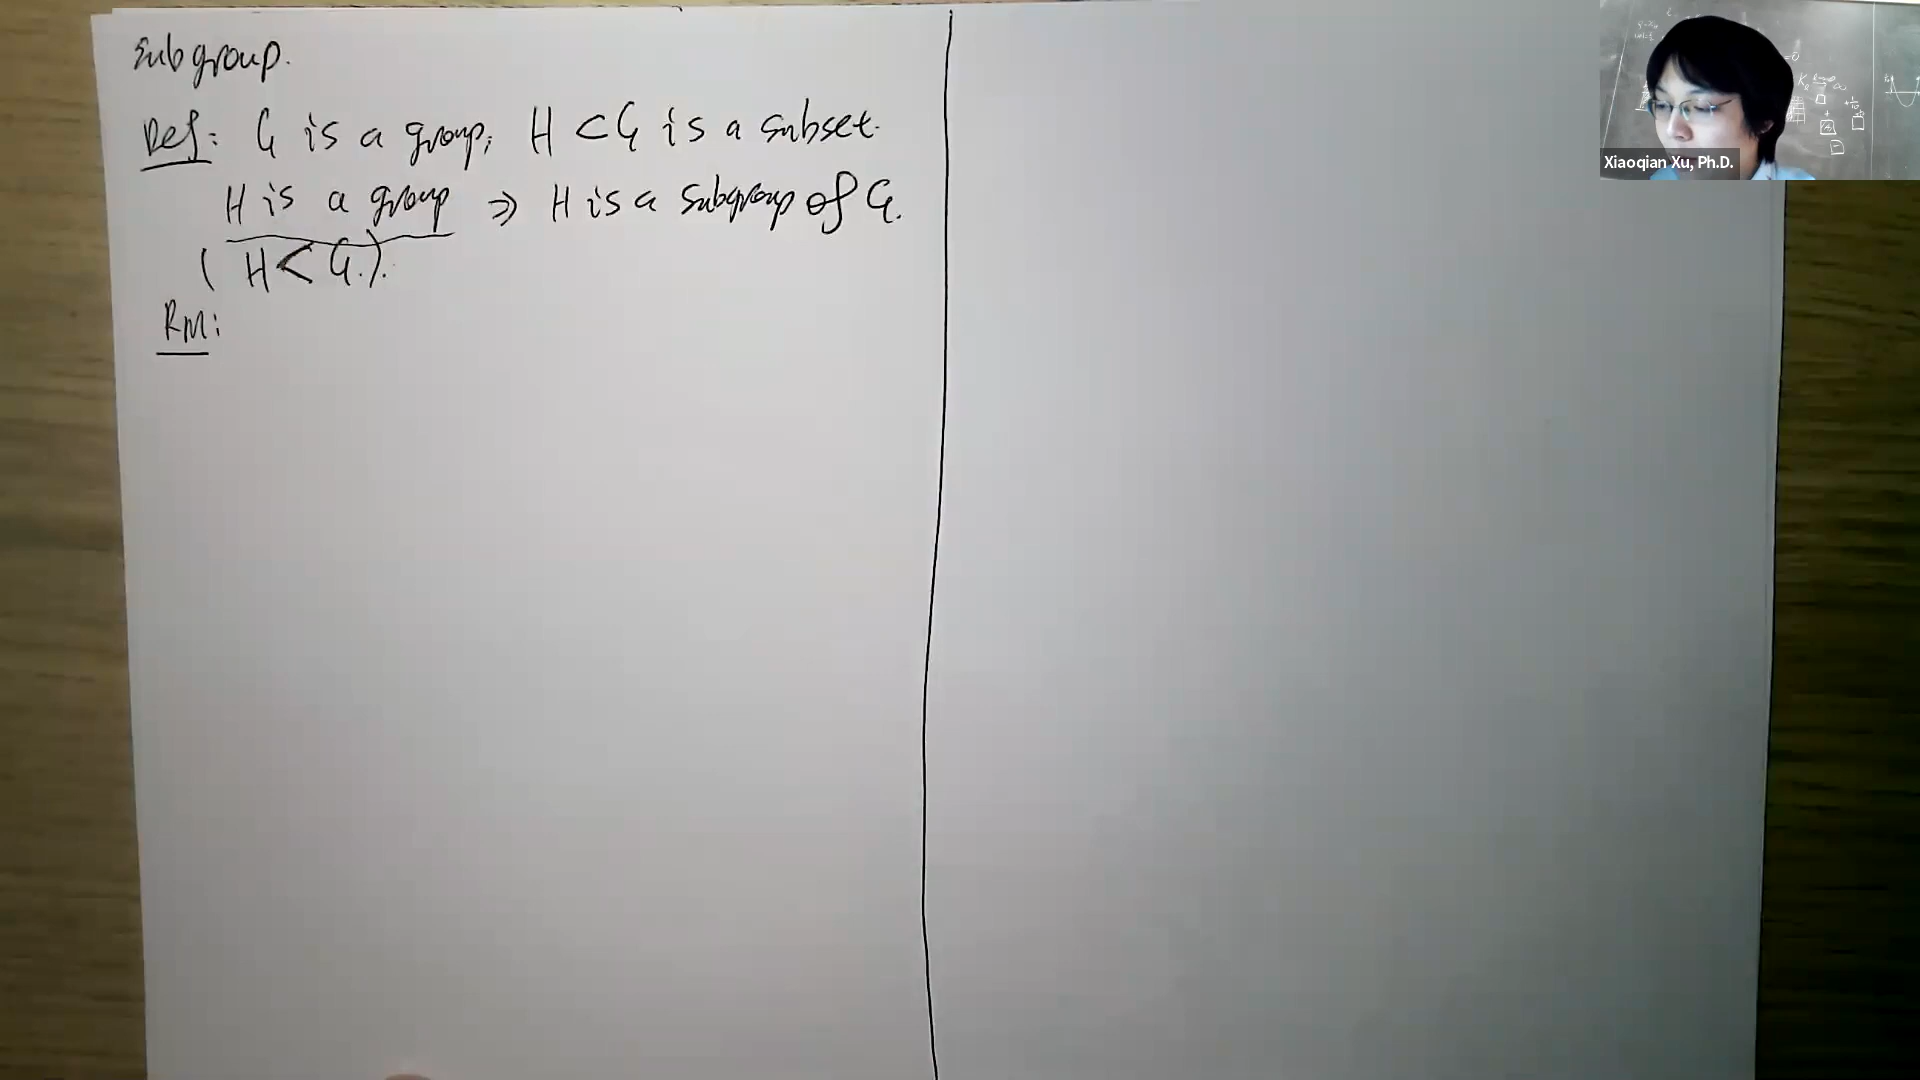 Subgroup.
Def: G is a group, H ⊂ G is a subset.
H is a group ⇒ H is a subgroup of G.
( H < G.).
RM:
Xiaoqian Xu, Ph.D.